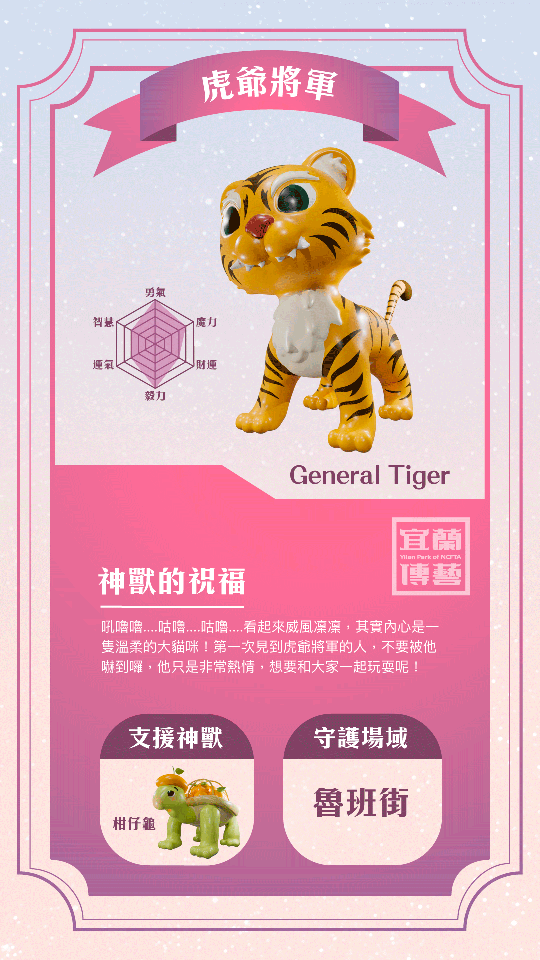 虎爺將軍
勇氣
智慧
魔力
運氣
財運
毅力
General Tiger
宜蘭
Yilan Park of NCFTA
傳藝
神獸的祝福
吼嚕嚕....咕嚕....咕嚕....看起來威風凜凜，其實內心是一
隻溫柔的大貓咪！第一次見到虎爺將軍的人，不要被他
嚇到囉，他只是非常熱情，想要和大家一起玩耍呢！
支援神獸
守護場域
柑仔龜
魯班街